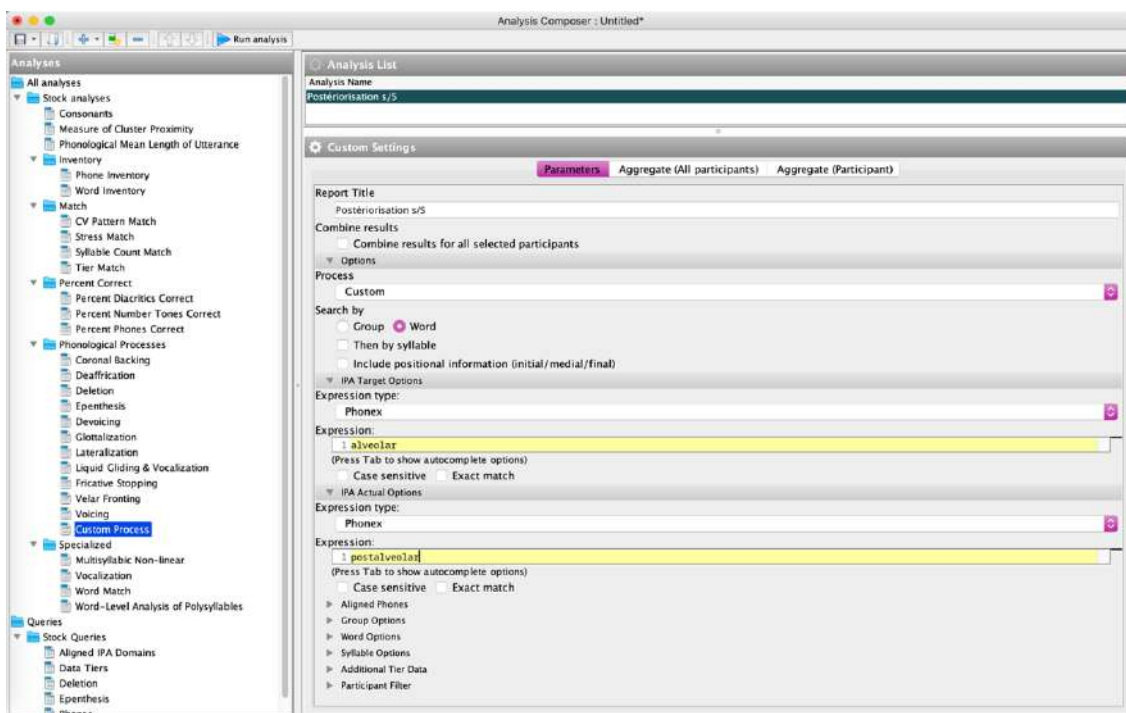 Analysis Composer : Untitled*
Run analysis
Analyses
All analyses
Stock analyses
Consonants
Measure of Cluster Proximity
Phonological Mean Length of Utterance
Inventory
Phone Inventory
Word Inventory
Match
CV Pattern Match
Stress Match
Syllable Count Match
Tier Match
Percent Correct
Percent Diacritics Correct
Percent Number Tones Correct
Percent Phones Correct
Phonological Processes
Coronal Backing
Deaffrication
Deletion
Epenthesis
Devoicing
Glottalization
Lateralization
Liquid Gliding & Vocalization
Fricative Stopping
Velar Fronting
Voicing
Custom Process
Specialized
Multisyllabic Non-linear
Vocalization
Word Match
Word-Level Analysis of Polysyllables
Queries
Stock Queries
Aligned IPA Domains
Data Tiers
Deletion
Epenthesis
Analysis List
Analysis Name
Postériorisation s/S
Custom Settings
Parameters Aggregate (All participants) Aggregate (Participant)
Report Title
Postériorisation s/S
Combine results
Combine results for all selected participants
Options
Process
Custom
Search by
Group Word
Then by syllable
Include positional information (initial/medial/final)
IPA Target Options
Expression type:
Phonex
Expression:
1 alveolar
(Press Tab to show autocomplete options)
Case sensitive Exact match
IPA Actual Options
Expression type:
Phonex
Expression:
1 postalveolar
(Press Tab to show autocomplete options)
Case sensitive Exact match
Aligned Phones
Group Options
Word Options
Syllable Options
Additional Tier Data
Participant Filter